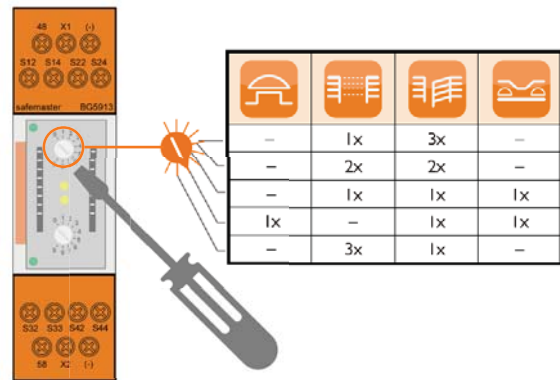 48 X1 (-)
S12 S14 S22 S24
safemaster BG5913
– 1x 3x –
– 2x 2x –
– 1x 1x 1x
1x – 1x 1x
– 3x 1x –
S32 S33 S42 S44
58 X2 (-)